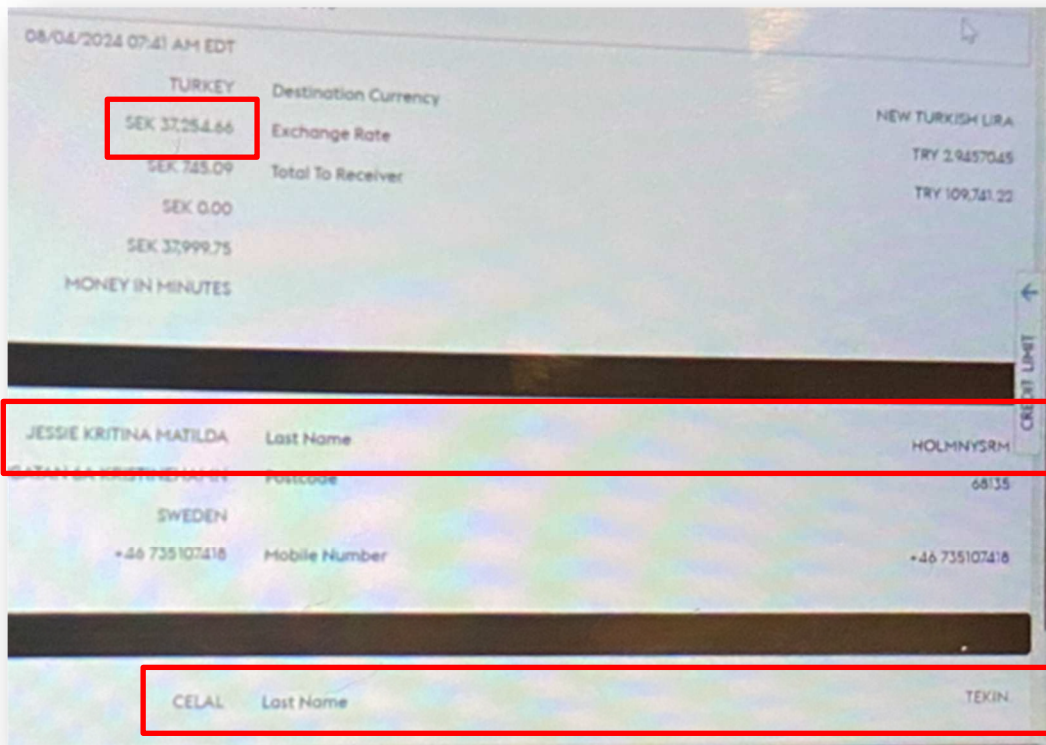 08/04/2024 07:41 AM EDT
TURKEY Destination Currency NEW TURKISH LIRA
SEK 37,254.66 Exchange Rate TRY 2.9457045
SEK 745.09 Total To Receiver TRY 109,741.22
SEK 0.00
SEK 37,999.75
MONEY IN MINUTES
CREDIT LIMIT
JESSIE KRITINA MATILDA Last Name HOLMNYSRM
KRISTINEHAMN Postcode 68135
SWEDEN
+46 735107418 Mobile Number +46 735107418
CELAL Last Name TEKIN